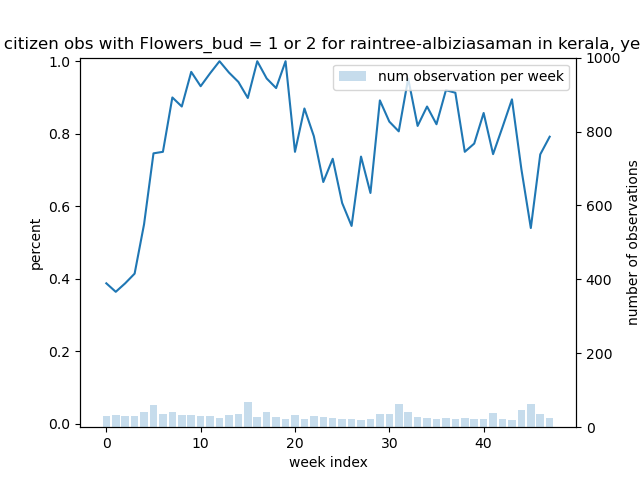 citizen obs with Flowers_bud = 1 or 2 for raintree-albiziasaman in kerala, ye
num observation per week
1.0
0.8
0.6
0.4
0.2
0.0
percent
1000
800
600
400
200
0
number of observations
0 10 20 30 40
week index